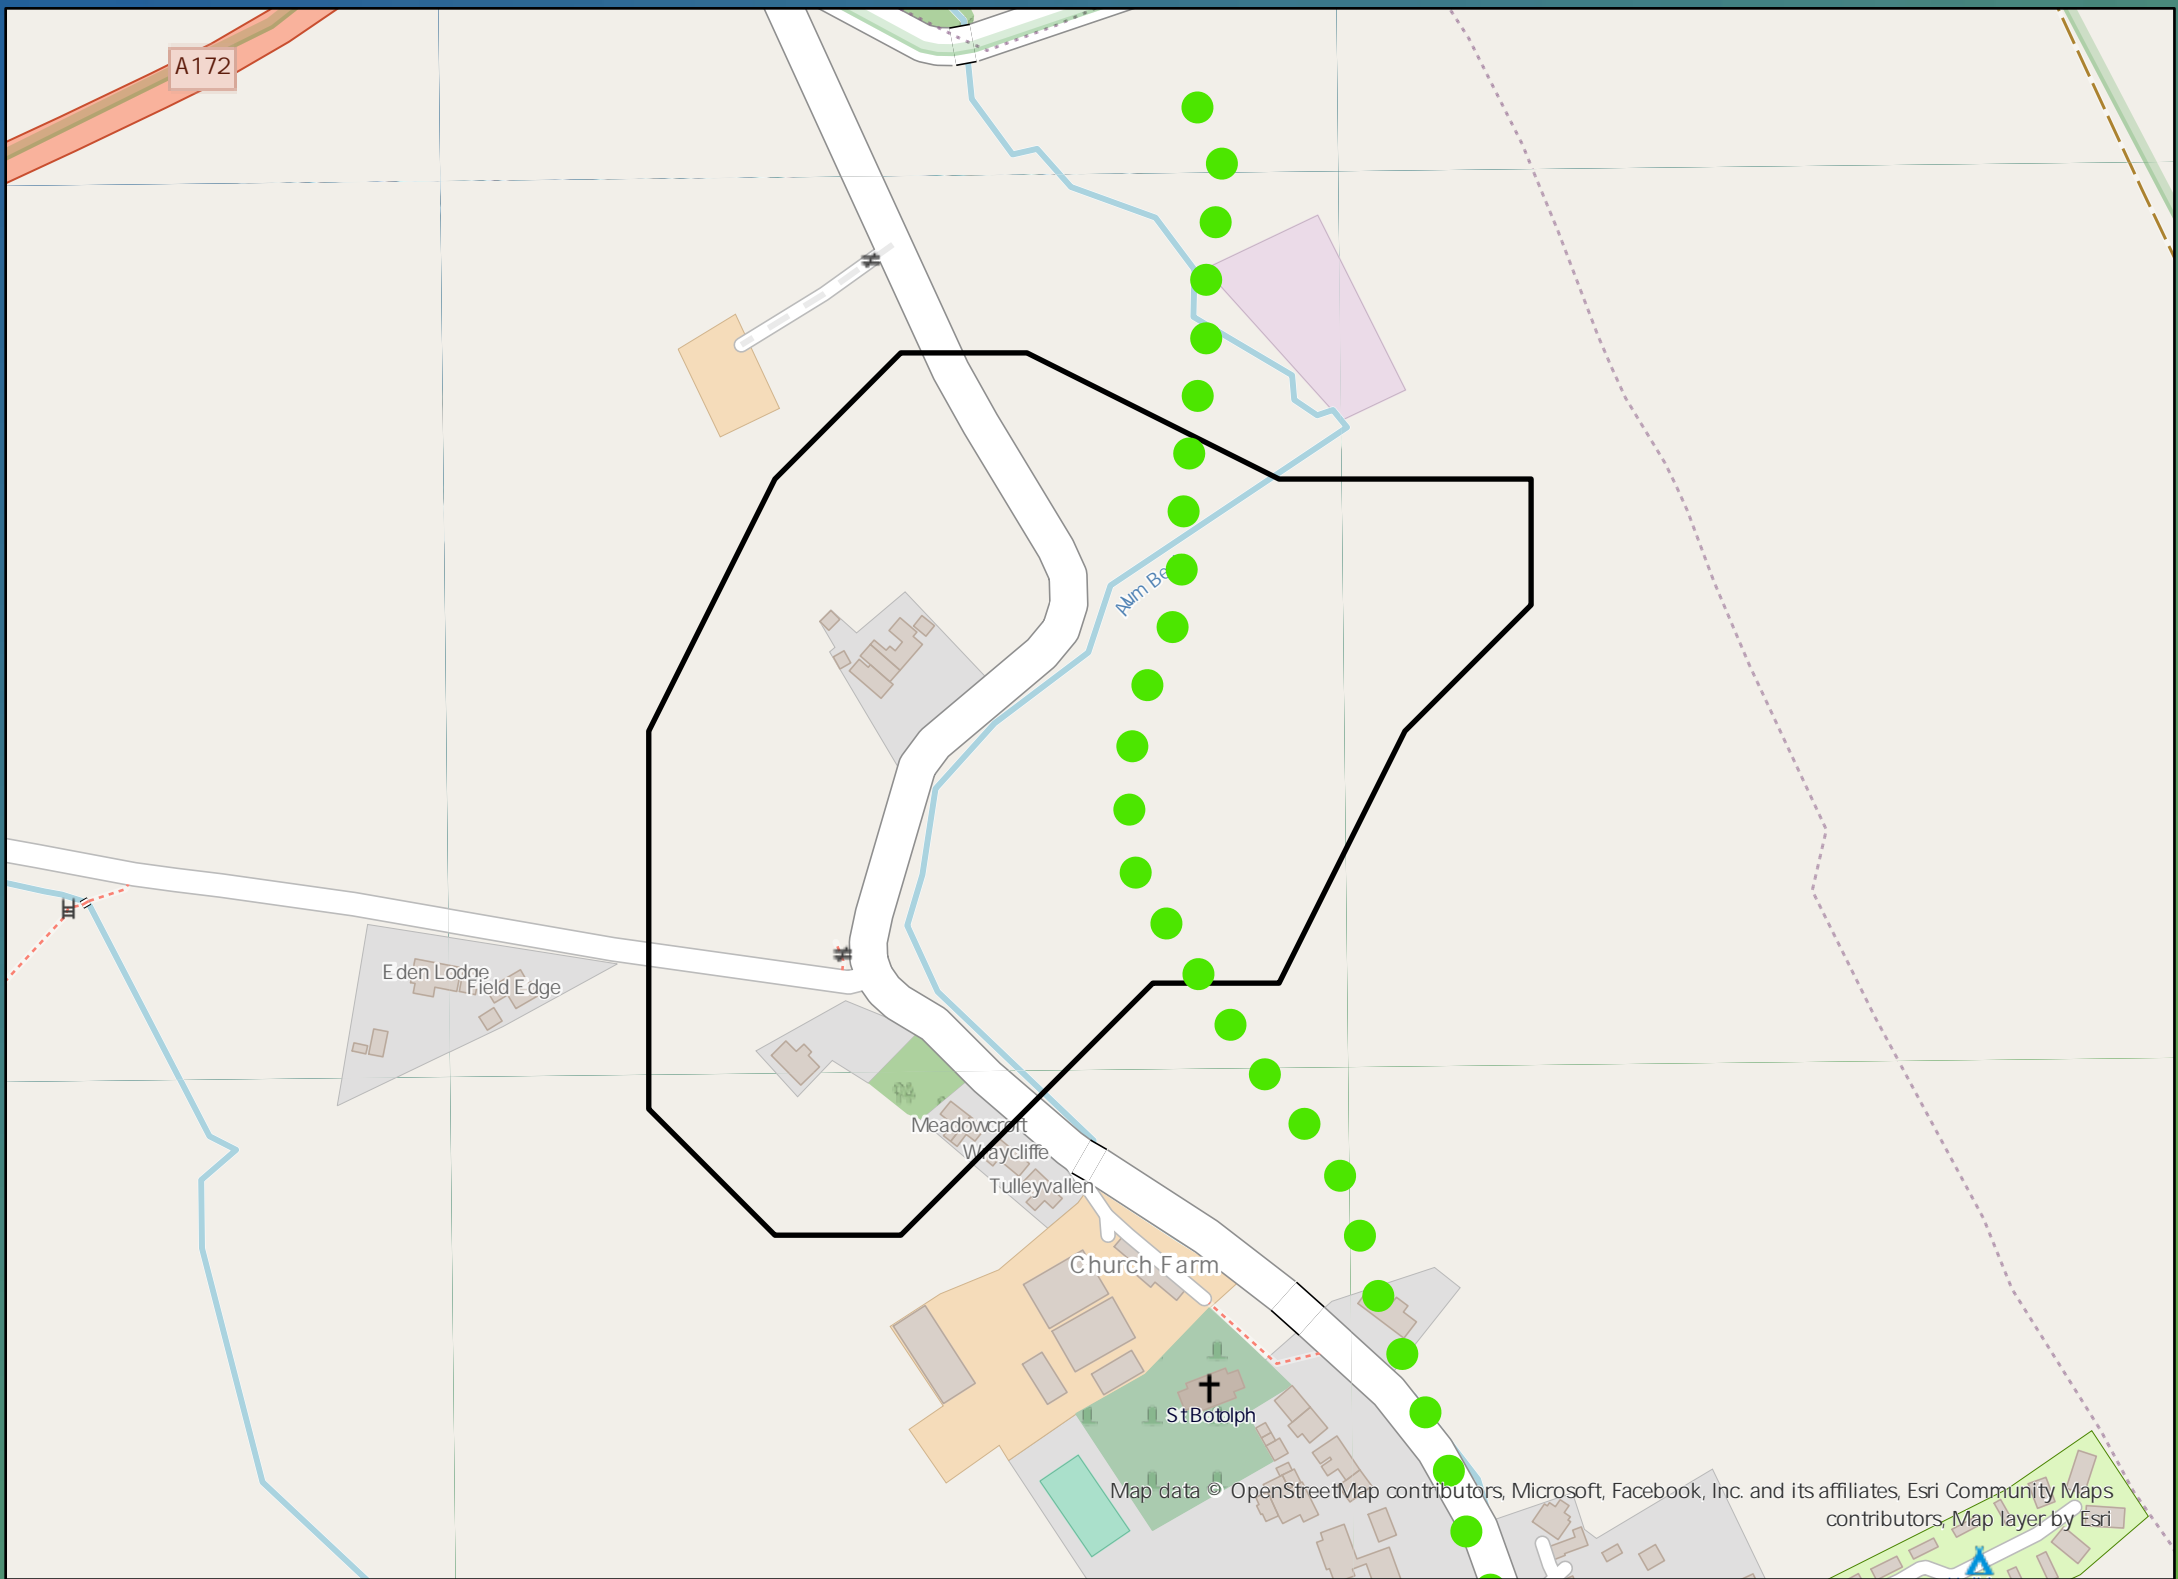 A172
Eden Lodge
Field Edge
Meadowcroft
Wraycliffe
Tulleyvallen
Church Farm
St Botolph
Map data © OpenStreetMap contributors, Microsoft, Facebook, Inc. and its affiliates, Esri Community Maps
contributors, Map layer by Esri